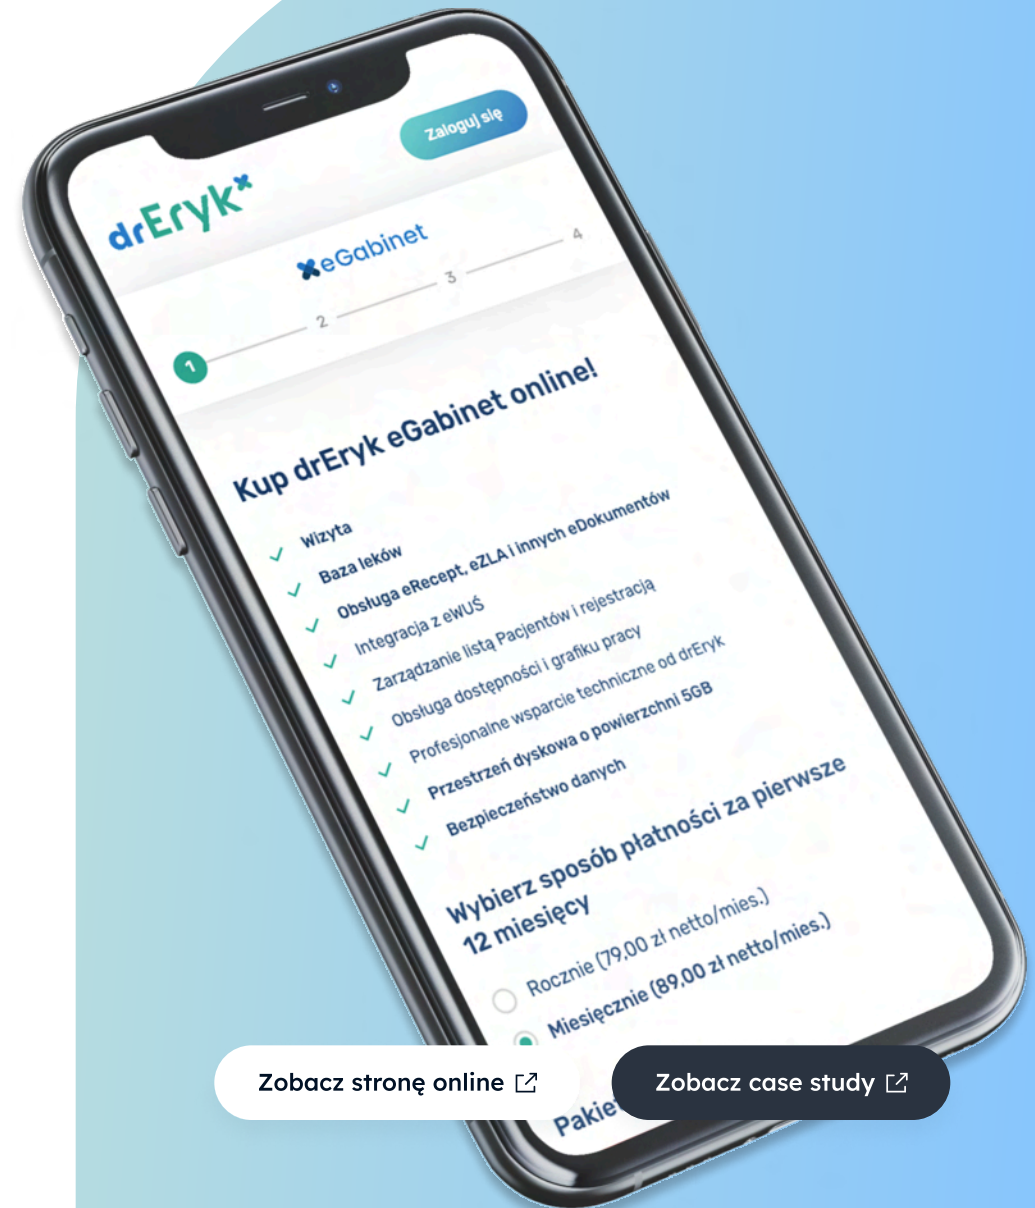 Zaloguj się
drEryk
eGabinet
1 2 3 4
Kup drEryk eGabinet online!
Wizyta
Baza leków
Obsługa eRecept, eZLA i innych eDokumentów
Integracja z eWUŚ
Zarządzanie listą Pacjentów i rejestracją
Obsługa dostępności i grafiku pracy
Profesjonalne wsparcie techniczne od drEryk
Przestrzeń dyskowa o powierzchni 5GB
Bezpieczeństwo danych
Wybierz sposób płatności za pierwsze
12 miesięcy
Rocznie (79,00 zł netto/mies.)
Miesięcznie (89,00 zł netto/mies.)
Zobacz stronę online
Zobacz case study